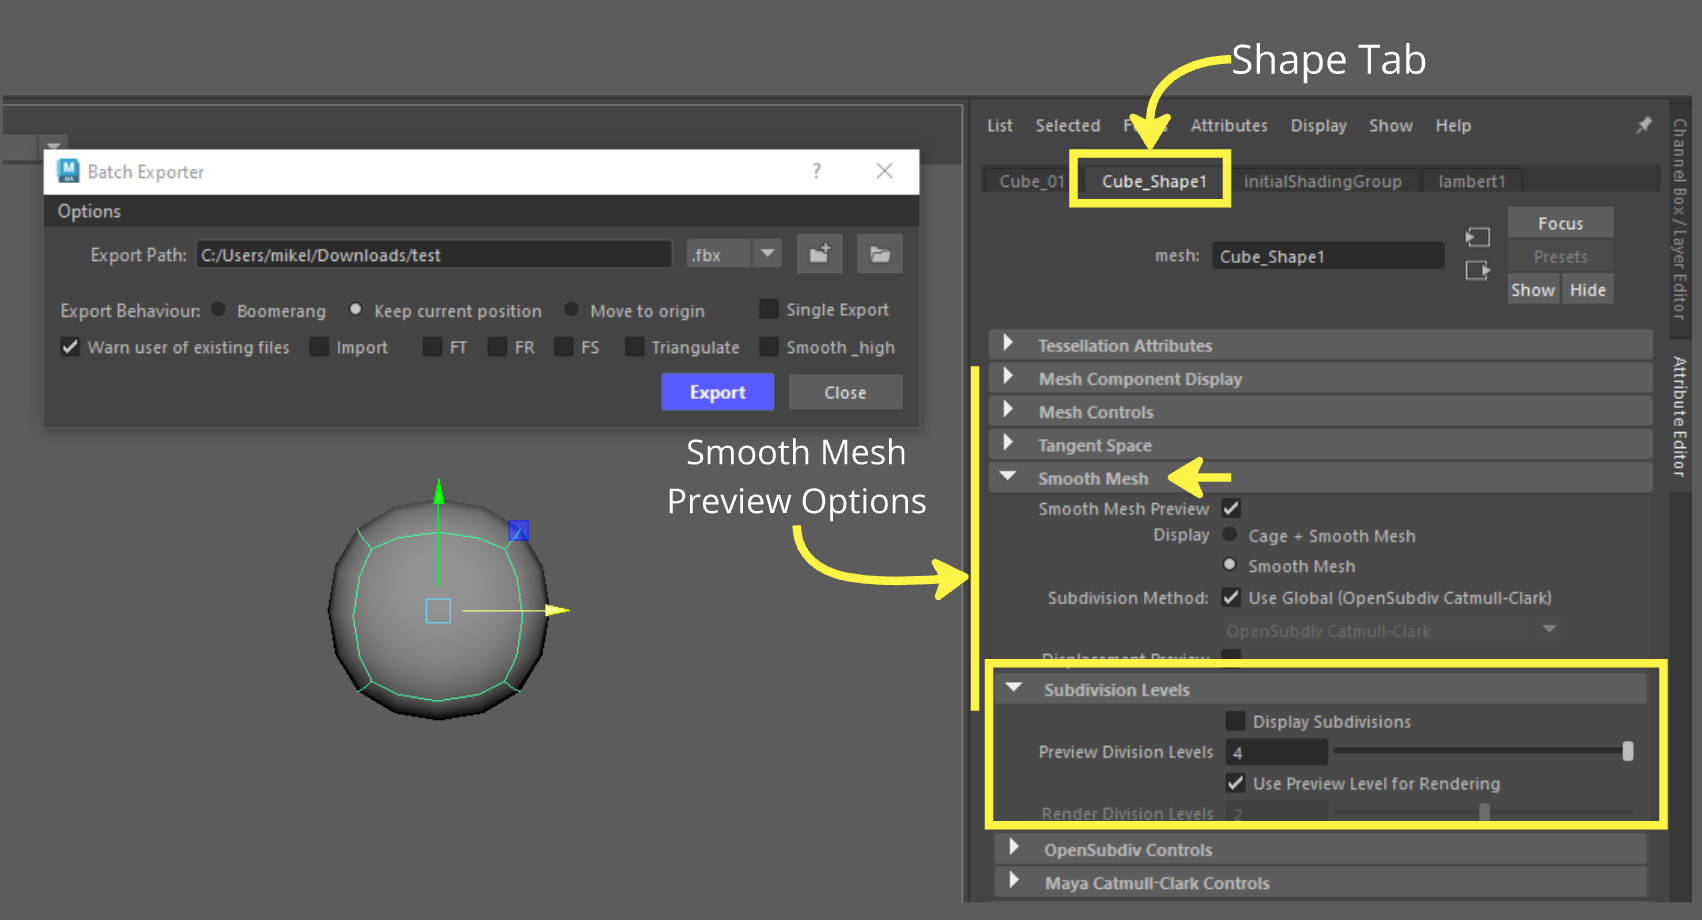 Shape Tab
List Selected Attributes Display Show Help
Cube_01 Cube_Shape1 initialShadingGroup lambert1
Focus
mesh: Cube_Shape1
Presets
Show Hide
Channel Box / Layer Editor
Attribute Editor
Batch Exporter ?
Options
Export Path: C:/Users/mikel/Downloads/test .fbx
Export Behaviour: Boomerang Keep current position Move to origin Single Export
Warn user of existing files Import FT FR FS Triangulate Smooth _high
Export Close
Smooth Mesh
Preview Options
Tessellation Attributes
Mesh Component Display
Mesh Controls
Tangent Space
Smooth Mesh
Smooth Mesh Preview
Display Cage + Smooth Mesh
Smooth Mesh
Subdivision Method: Use Global (OpenSubdiv Catmull-Clark)
OpenSubdiv Catmull-Clark
Displacement Preview
Subdivision Levels
Display Subdivisions
Preview Division Levels 4
Use Preview Level for Rendering
Render Division Levels 2
OpenSubdiv Controls
Maya Catmull-Clark Controls